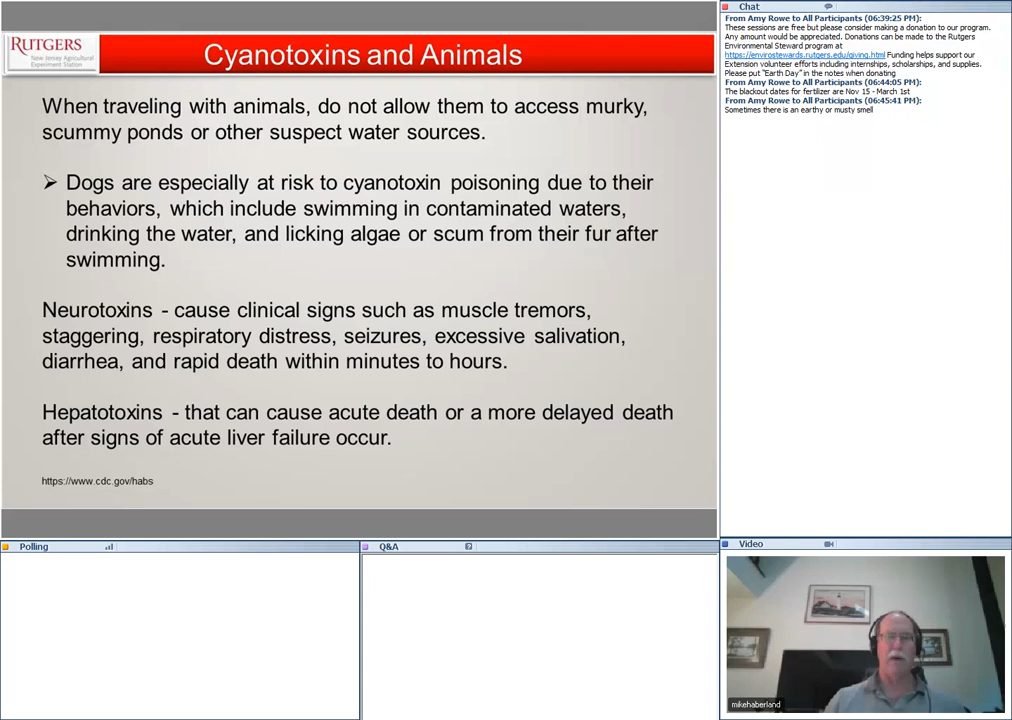 RUTGERS
New Jersey Agricultural
Experiment Station
Cyanotoxins and Animals
When traveling with animals, do not allow them to access murky,
scummy ponds or other suspect water sources.
➢ Dogs are especially at risk to cyanotoxin poisoning due to their
behaviors, which include swimming in contaminated waters,
drinking the water, and licking algae or scum from their fur after
swimming.
Neurotoxins - cause clinical signs such as muscle tremors,
staggering, respiratory distress, seizures, excessive salivation,
diarrhea, and rapid death within minutes to hours.
Hepatotoxins - that can cause acute death or a more delayed death
after signs of acute liver failure occur.
https://www.cdc.gov/habs
Chat
From Amy Rowe to All Participants (06:39:25 PM):
These sessions are free but please consider making a donation to our program.
Any amount would be appreciated. Donations can be made to the Rutgers
Environmental Steward program at
https://envirostewards.rutgers.edu/giving.html Funding helps support our
Extension volunteer efforts including internships, scholarships, and supplies.
Please put "Earth Day" in the notes when donating
From Amy Rowe to All Participants (06:44:05 PM):
The blackout dates for fertilizer are Nov 15 - March 1st
From Amy Rowe to All Participants (06:45:41 PM):
Sometimes there is an earthy or musty smell
Polling
Q&A
Video
mikehaberland